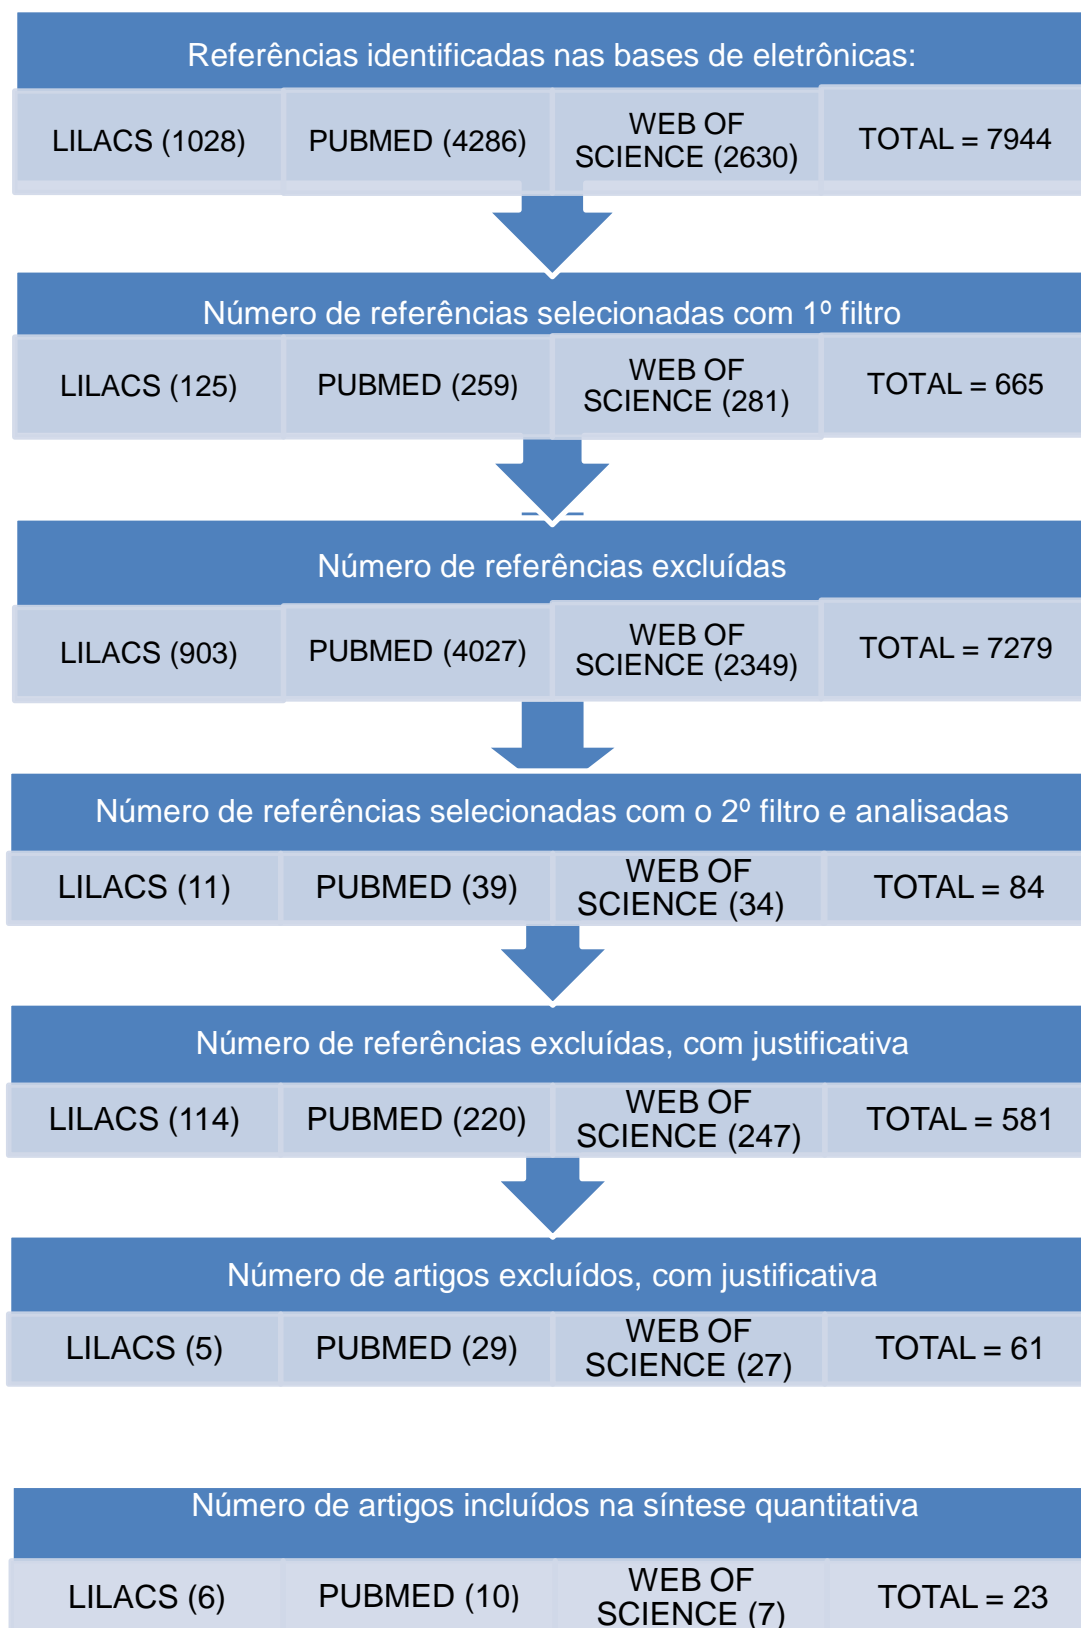 Referências identificadas nas bases de eletrônicas:
LILACS (1028) PUBMED (4286) WEB OF SCIENCE (2630) TOTAL = 7944
Número de referências selecionadas com 1º filtro
LILACS (125) PUBMED (259) WEB OF SCIENCE (281) TOTAL = 665
Número de referências excluídas
LILACS (903) PUBMED (4027) WEB OF SCIENCE (2349) TOTAL = 7279
Número de referências selecionadas com o 2º filtro e analisadas
LILACS (11) PUBMED (39) WEB OF SCIENCE (34) TOTAL = 84
Número de referências excluídas, com justificativa
LILACS (114) PUBMED (220) WEB OF SCIENCE (247) TOTAL = 581
Número de artigos excluídos, com justificativa
LILACS (5) PUBMED (29) WEB OF SCIENCE (27) TOTAL = 61
Número de artigos incluídos na síntese quantitativa
LILACS (6) PUBMED (10) WEB OF SCIENCE (7) TOTAL = 23